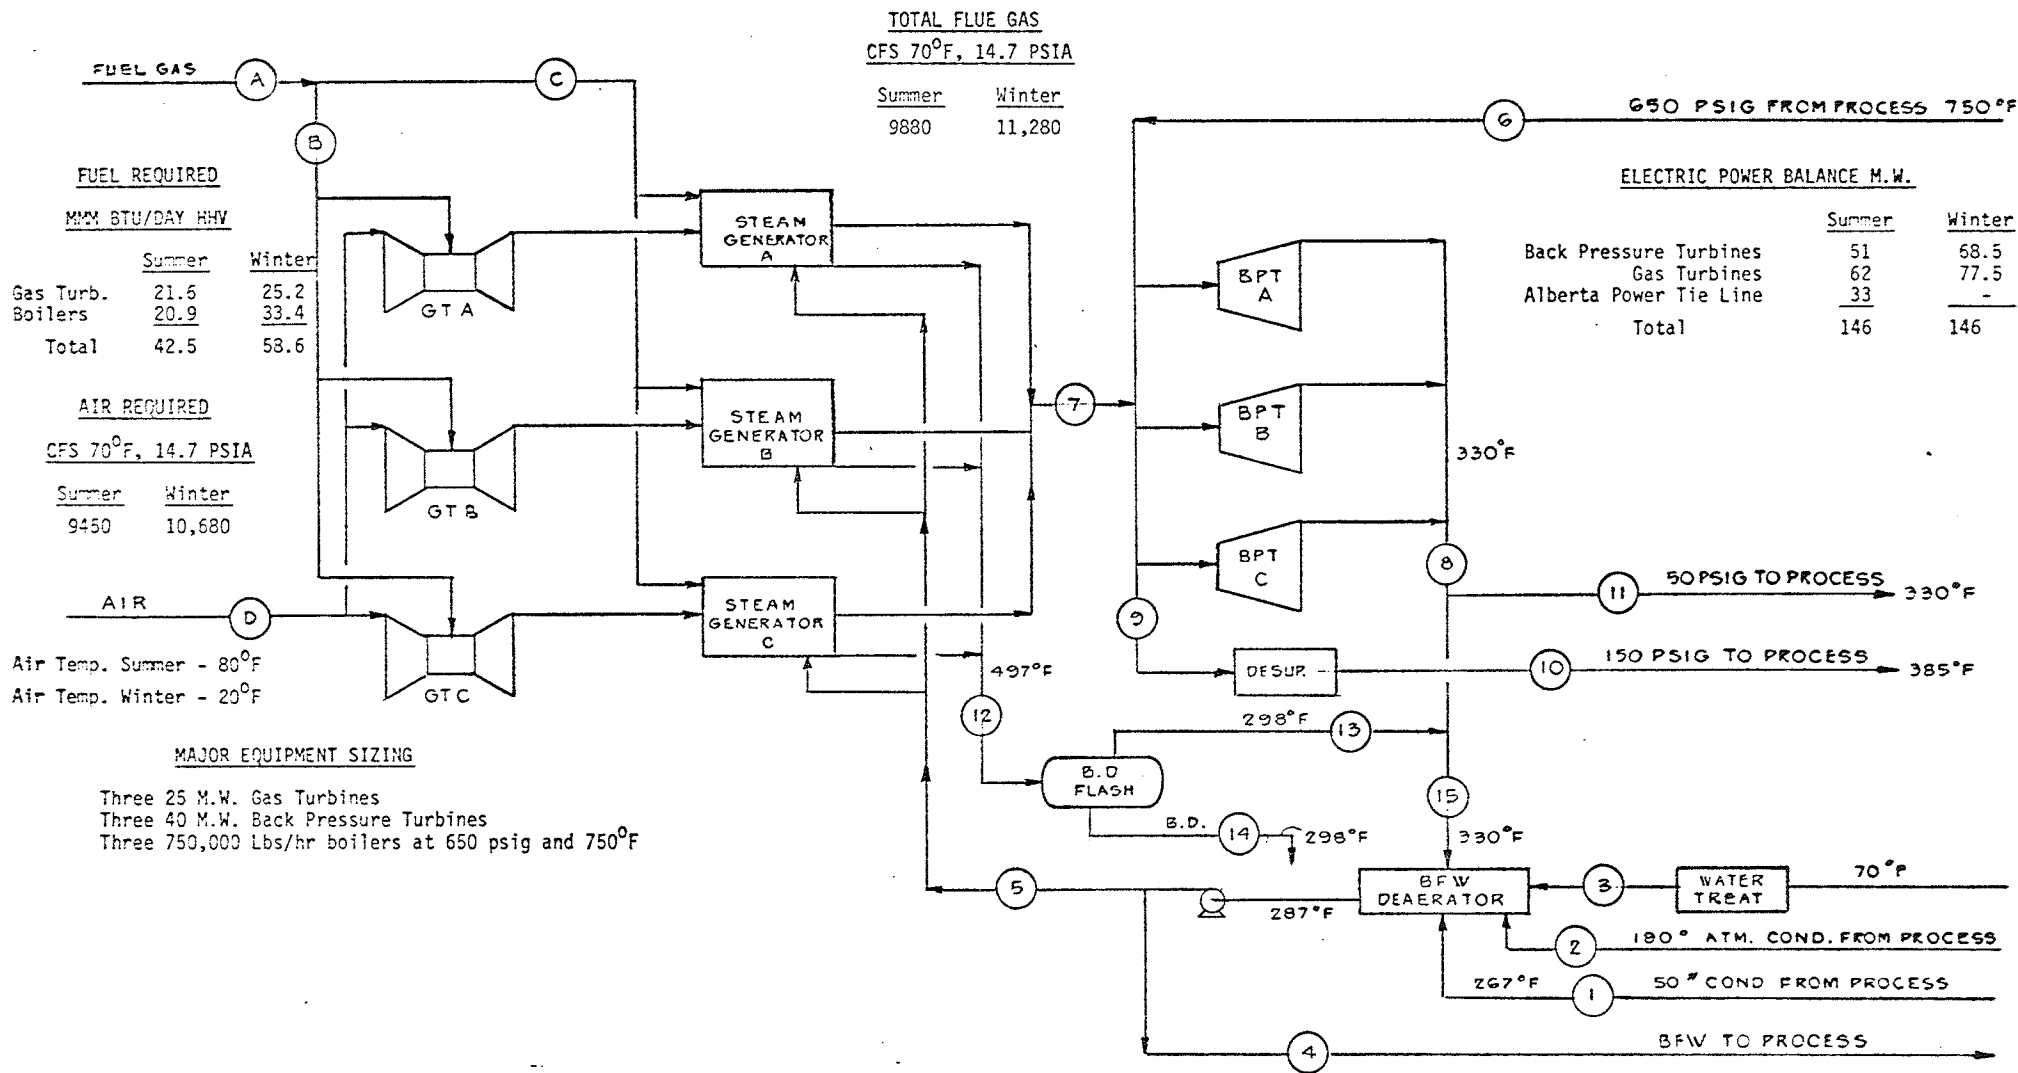 TOTAL FLUE GAS
CFS 70⁰F, 14.7 PSIA
Summer Winter
9880 11,280
FUEL GAS
A
C
B
6
650 PSIG FROM PROCESS 750°F
FUEL REQUIRED
MMM BTU/DAY HHV
Summer Winter
Gas Turb. 21.6 25.2
Boilers 20.9 33.4
Total 42.5 58.6
ELECTRIC POWER BALANCE M.W.
Summer Winter
Back Pressure Turbines 51 68.5
Gas Turbines 62 77.5
Alberta Power Tie Line 33 -
Total 146 146
GT A
STEAM
GENERATOR
A
BPT
A
AIR REQUIRED
CFS 70⁰F, 14.7 PSIA
Summer Winter
9450 10,680
GT B
STEAM
GENERATOR
B
7
BPT
B
330°F
AIR
D
Air Temp. Summer - 80⁰F
Air Temp. Winter - 20⁰F
GT C
STEAM
GENERATOR
C
BPT
C
8
11
50 PSIG TO PROCESS
330°F
9
DESUP.
10
150 PSIG TO PROCESS
385°F
497°F
12
298°F
13
B.D
FLASH
B.D.
14
298°F
15
330°F
MAJOR EQUIPMENT SIZING
Three 25 M.W. Gas Turbines
Three 40 M.W. Back Pressure Turbines
Three 750,000 Lbs/hr boilers at 650 psig and 750⁰F
5
287°F
BFW
DEAERATOR
3
WATER
TREAT
70°F
2
180° ATM. COND. FROM PROCESS
267°F
1
50# COND FROM PROCESS
4
BFW TO PROCESS